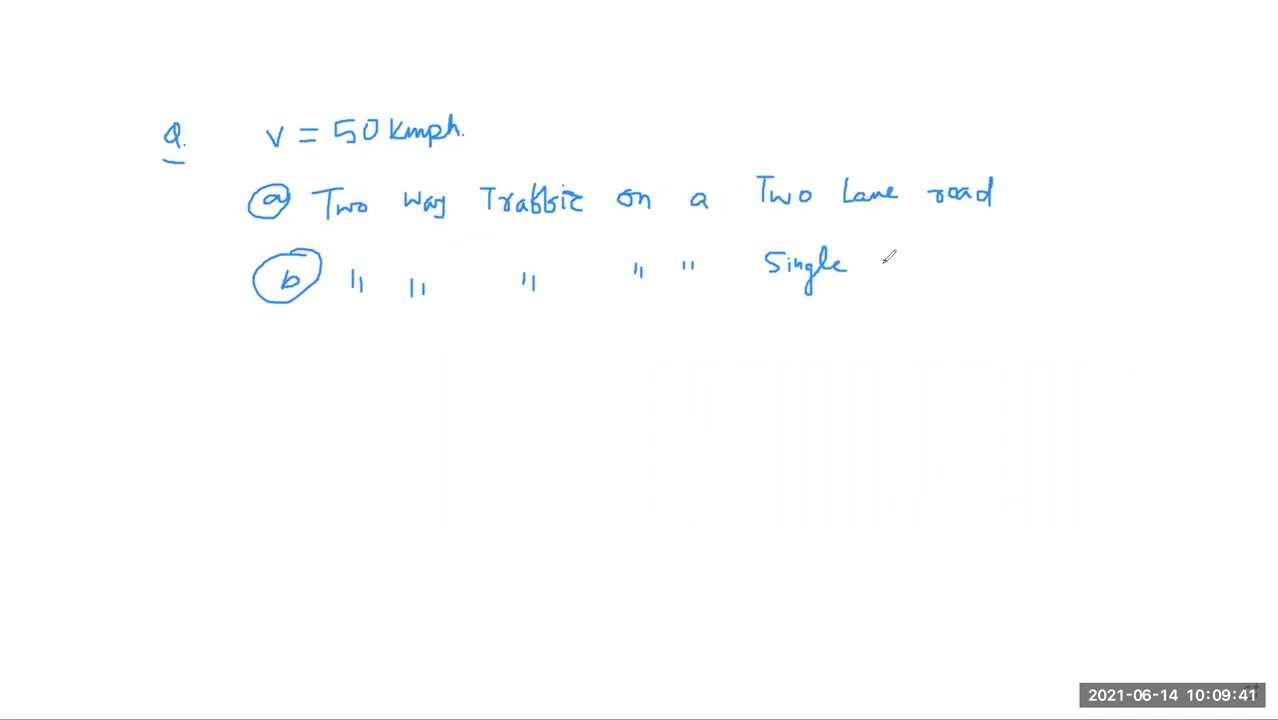 Q. v = 50 Kmph.
(a) Two way Traffic on a Two Lane road
(b) " " " " " Single
2021-06-14 10:09:41